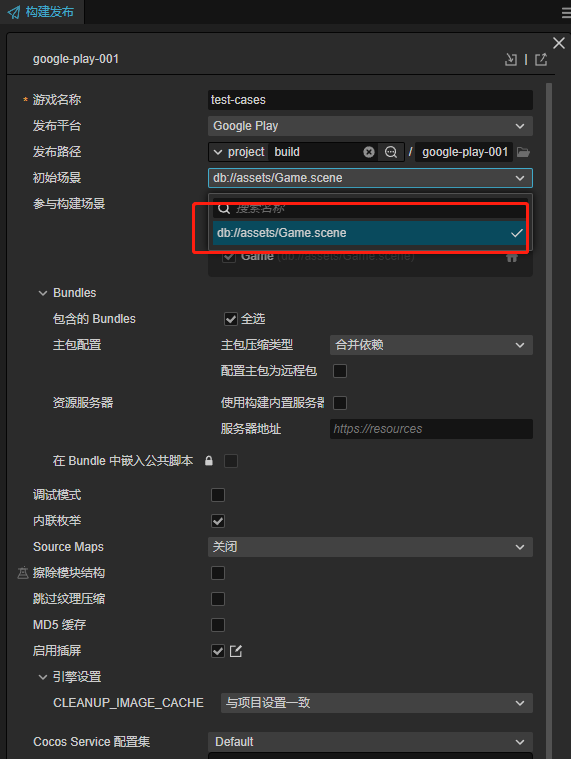 构建发布
google-play-001
* 游戏名称 test-cases
发布平台 Google Play
发布路径 project build / google-play-001
初始场景 db://assets/Game.scene
参与构建场景
搜索名称
db://assets/Game.scene
Game (db://assets/Game.scene)
Bundles
包含的 Bundles 全选
主包配置 主包压缩类型 合并依赖
配置主包为远程包
资源服务器 使用构建内置服务器
服务器地址 https://resources
在 Bundle 中嵌入公共脚本
调试模式
内联枚举
Source Maps 关闭
擦除模块结构
跳过纹理压缩
MD5 缓存
启用插屏
引擎设置
CLEANUP_IMAGE_CACHE 与项目设置一致
Cocos Service 配置集 Default